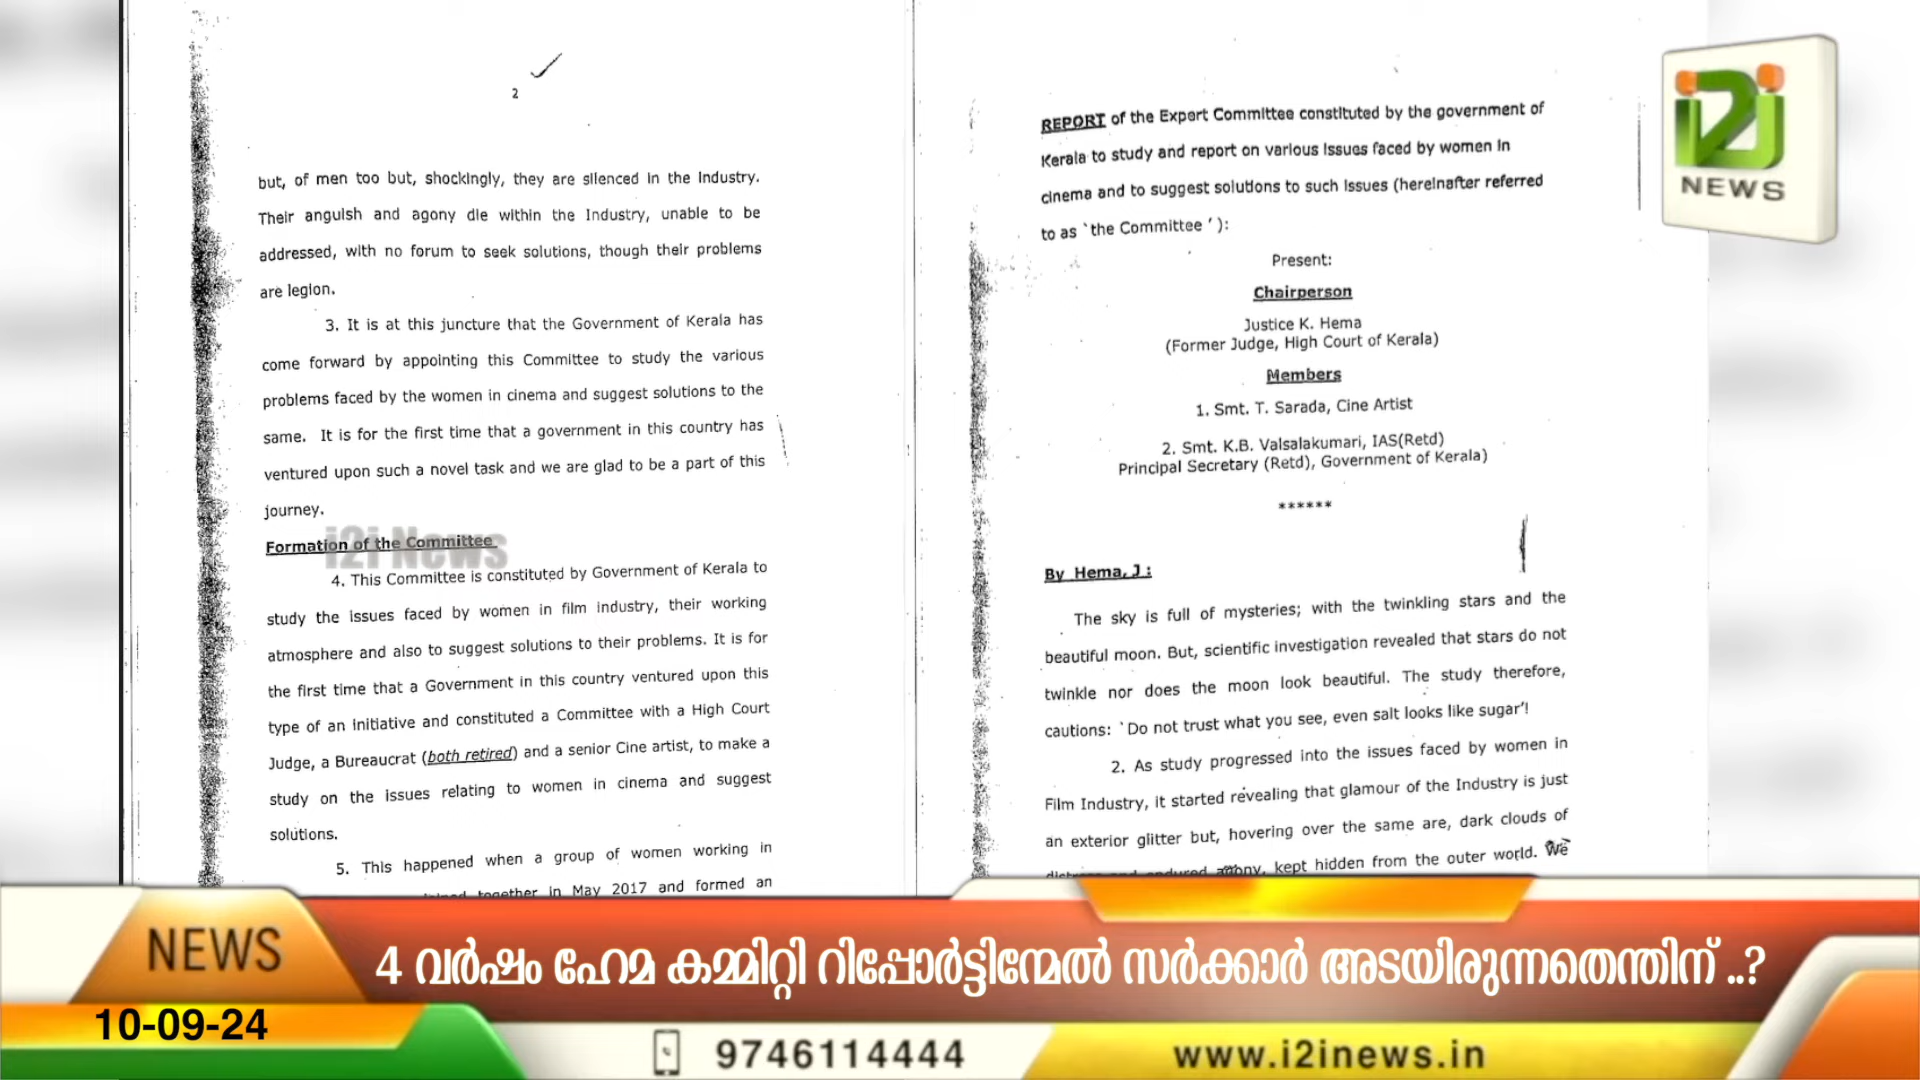 2
but, of men too but, shockingly, they are silenced in the Industry.
Their anguish and agony die within the Industry, unable to be
addressed, with no forum to seek solutions, though their problems
are legion.
3. It is at this juncture that the Government of Kerala has
come forward by appointing this Committee to study the various
problems faced by the women in cinema and suggest solutions to the
same. It is for the first time that a government in this country has
ventured upon such a novel task and we are glad to be a part of this
journey.
i2i News
Formation of the Committee
4. This Committee is constituted by Government of Kerala to
study the issues faced by women in film industry, their working
atmosphere and also to suggest solutions to their problems. It is for
the first time that a Government in this country ventured upon this
type of an initiative and constituted a Committee with a High Court
Judge, a Bureaucrat (both retired) and a senior Cine artist, to make a
study on the issues relating to women in cinema and suggest
solutions.
5. This happened when a group of women working in
together in May 2017 and formed an
REPORT of the Expert Committee constituted by the government of
Kerala to study and report on various issues faced by women in
cinema and to suggest solutions to such issues (hereinafter referred
to as `the Committee ' ):
Present:
Chairperson
Justice K. Hema
(Former Judge, High Court of Kerala)
Members
1. Smt. T. Sarada, Cine Artist
2. Smt. K.B. Valsalakumari, IAS(Retd)
Principal Secretary (Retd), Government of Kerala)
******
By Hema, J :
The sky is full of mysteries; with the twinkling stars and the
beautiful moon. But, scientific investigation revealed that stars do not
twinkle nor does the moon look beautiful. The study therefore,
cautions: `Do not trust what you see, even salt looks like sugar'!
2. As study progressed into the issues faced by women in
Film Industry, it started revealing that glamour of the Industry is just
an exterior glitter but, hovering over the same are, dark clouds of
agony, kept hidden from the outer world. We
i2i
NEWS
NEWS
4 വർഷം ഹേമ കമ്മിറ്റി റിപ്പോർട്ടിന്മേൽ സർക്കാർ അടയിരുന്നതെന്തിന് ..?
10-09-24
9746114444
www.i2inews.in